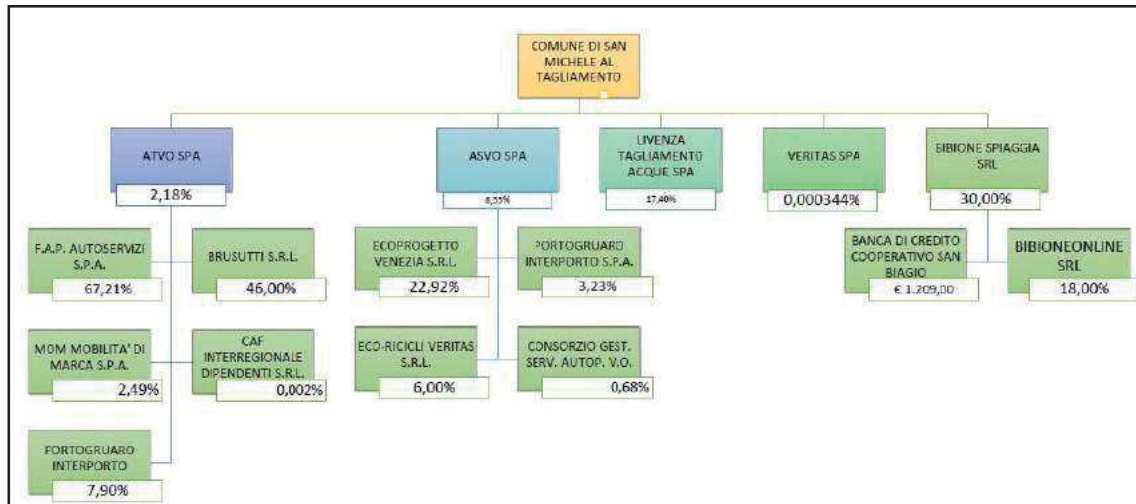 COMUNE DI SAN
MICHELE AL
TAGLIAMENTO
ATVO SPA
2,18%
ASVO SPA
LIVENZA
TAGLIAMENTO
ACQUE SPA
17,40%
VERITAS SPA
0,000344%
BIBIONE SPIAGGIA
SRL
30,00%
F.A.P. AUTOSERVIZI
S.P.A.
67,21%
BRUSUTTI S.R.L.
46,00%
ECOPROGETTO
VENEZIA S.R.L.
22,92%
PORTOGRUARO
INTERPORTO S.P.A.
3,23%
BANCA DI CREDITO
COOPERATIVO SAN
BIAGIO
€ 1.209,00
BIBIONEONLINE
SRL
18,00%
MOM MOBILITA' DI
MARCA S.P.A.
2,49%
CAF
INTERREGIONALE
DIPENDENTI S.R.L.
0,002%
ECO-RICICLI VERITAS
S.R.L.
6,00%
CONSORZIO GEST.
SERV. AUTOP. V.O.
0,68%
PORTOGRUARO
INTERPORTO
7,90%